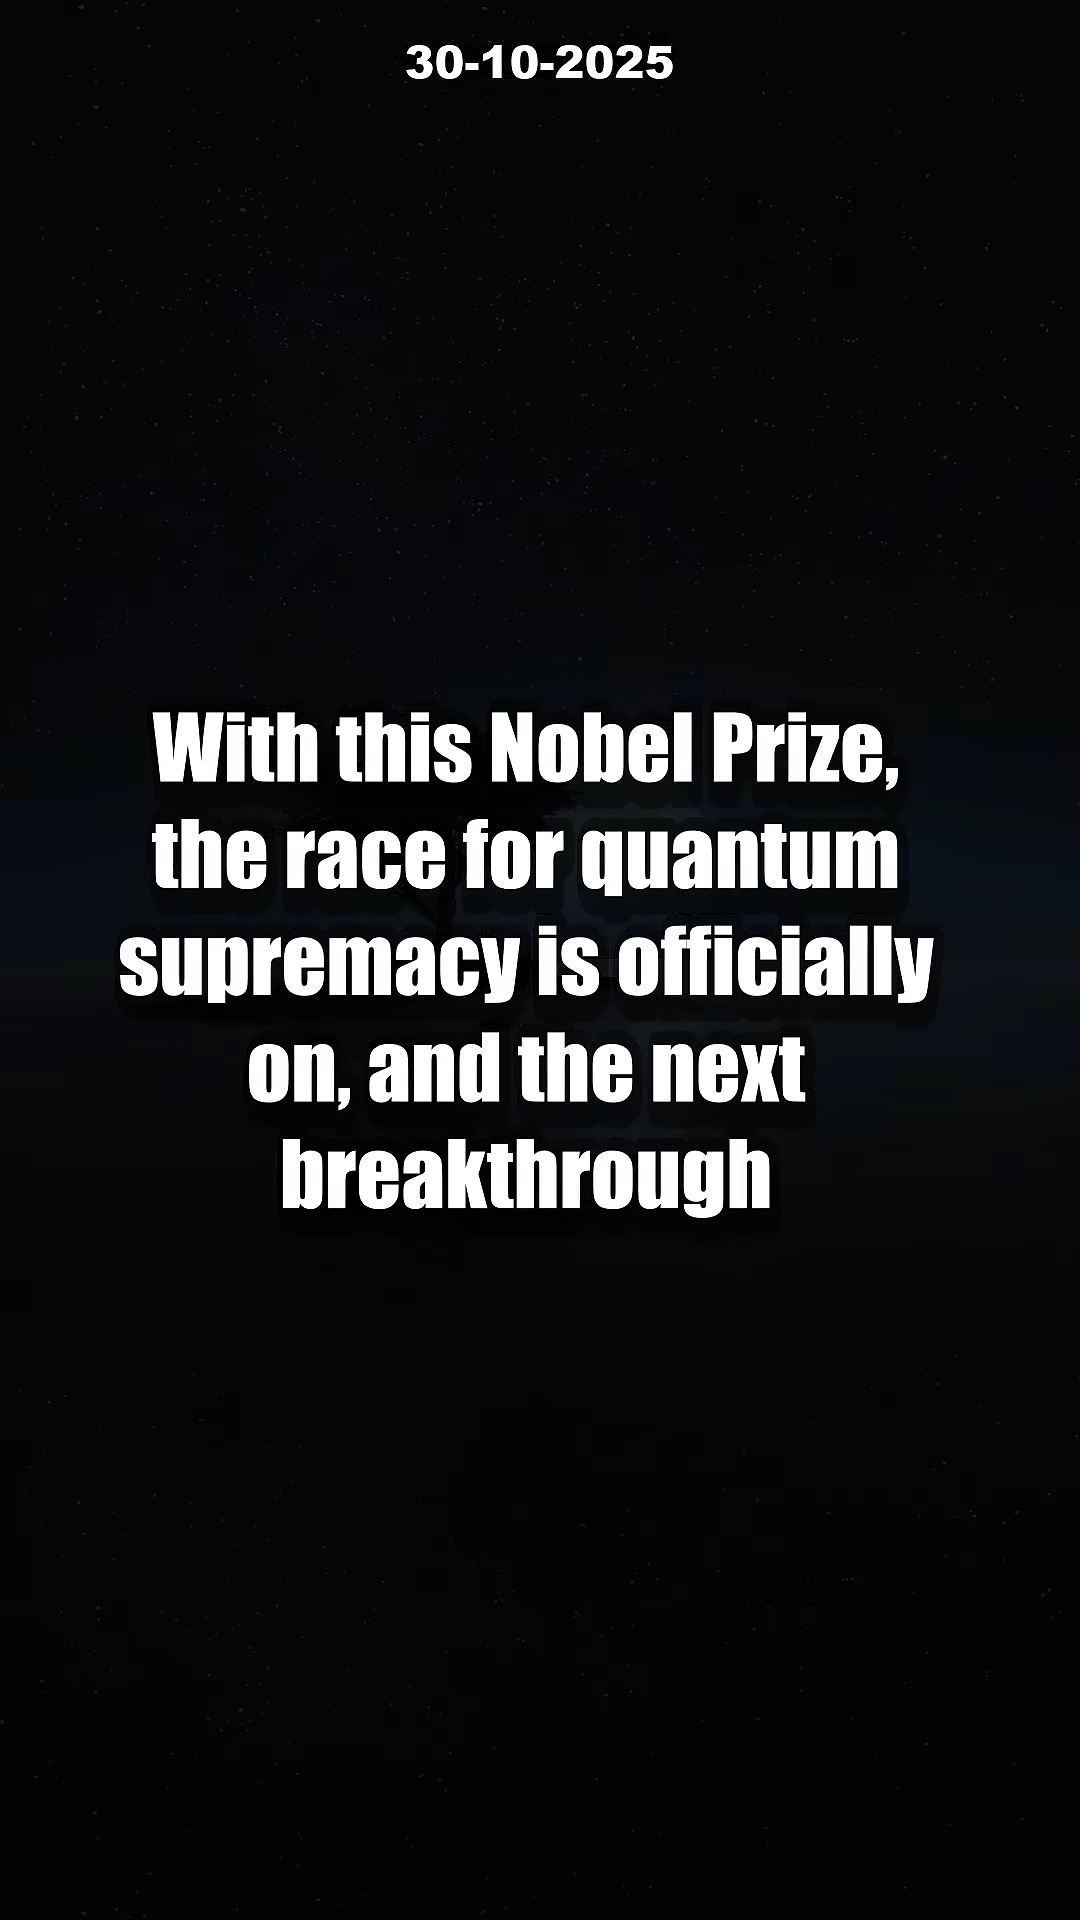 30-10-2025
With this Nobel Prize,
the race for quantum
supremacy is officially
on, and the next
breakthrough